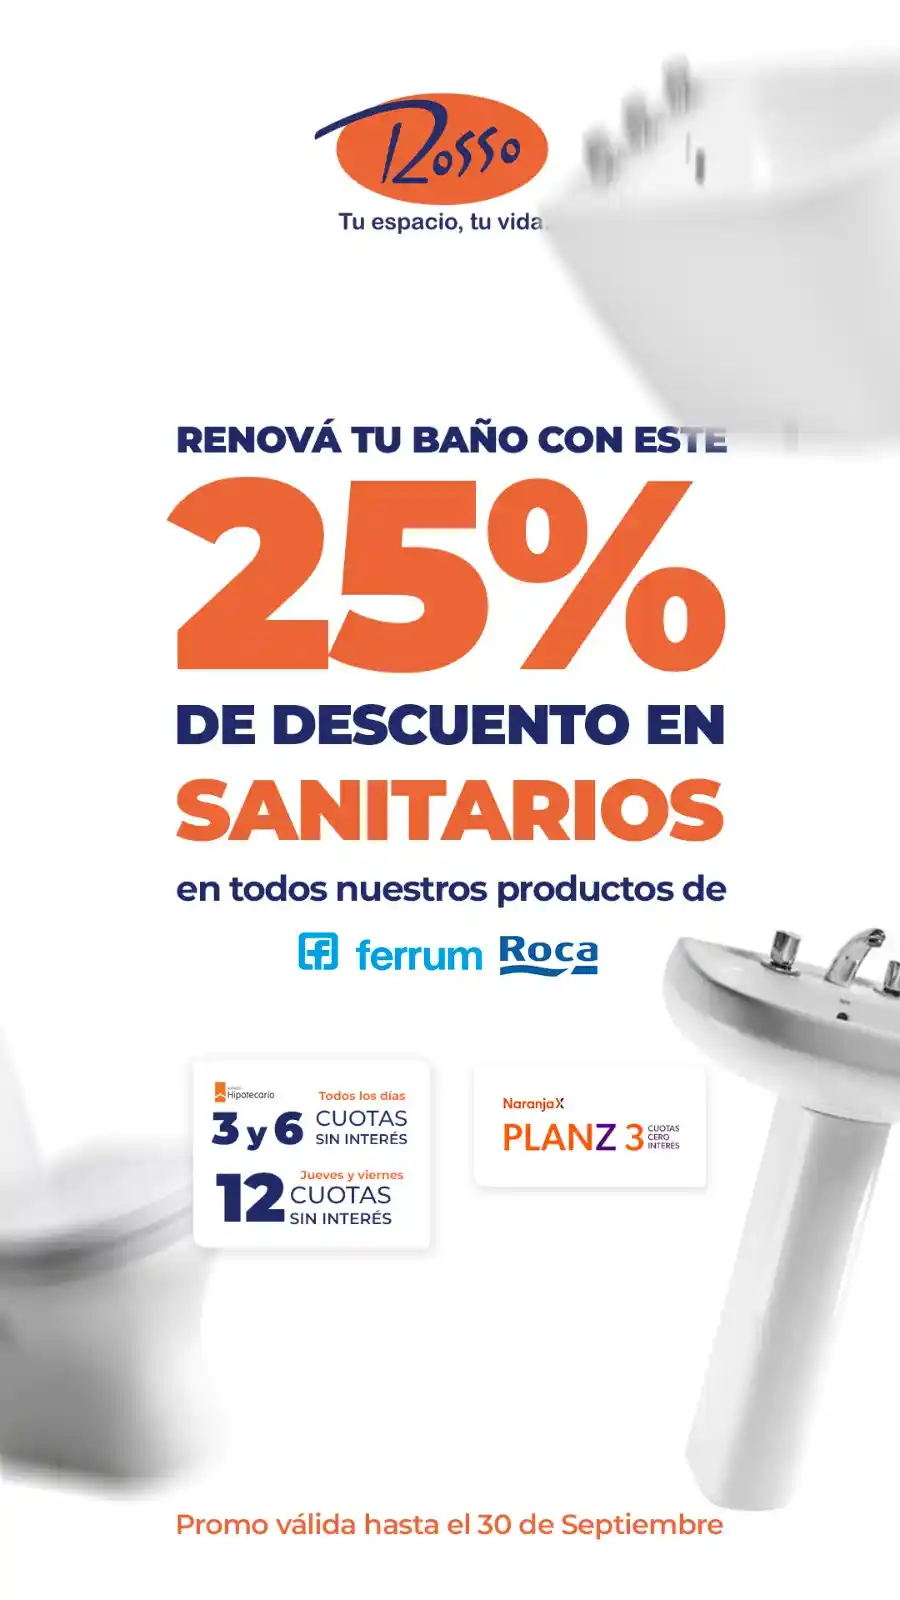 Rosso
Tu espacio, tu vida.
RENOVÁ TU BAÑO CON ESTE
25%
DE DESCUENTO EN
SANITARIOS
en todos nuestros productos de
ferrum Roca
Hipotecario
Todos los días
3 y 6 CUOTAS
SIN INTERÉS
Jueves y viernes
12 CUOTAS
SIN INTERÉS
NaranjaX
PLANZ 3 CUOTAS
CERO
INTERES
Promo válida hasta el 30 de Septiembre